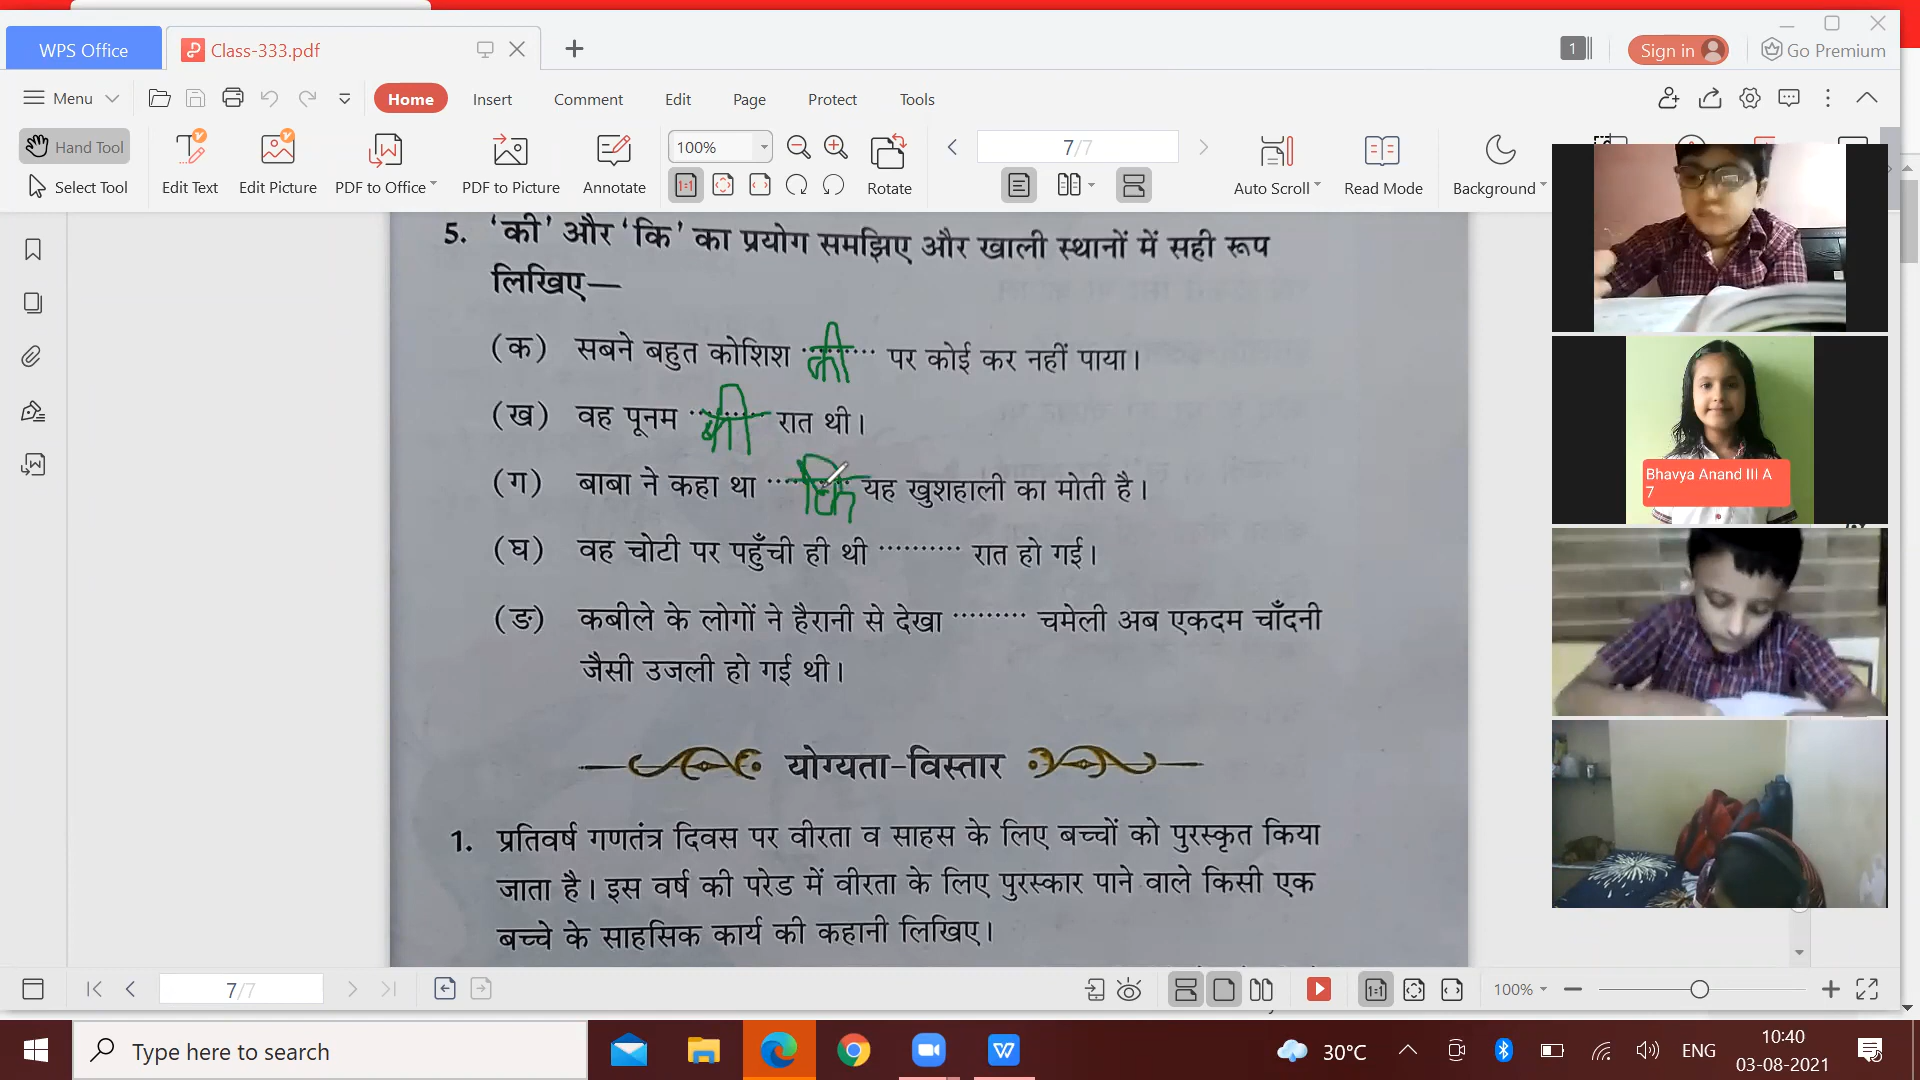 WPS Office
Class-333.pdf
1
Sign in
Go Premium
Menu
Home Insert Comment Edit Page Protect Tools
Hand Tool
Select Tool
Edit Text
Edit Picture
PDF to Office
PDF to Picture
Annotate
100%
Rotate
7/7
Auto Scroll
Read Mode
Background
5. 'की' और 'कि' का प्रयोग समझिए और खाली स्थानों में सही रूप
लिखिए—
(क) सबने बहुत कोशिश की पर कोई कर नहीं पाया।
(ख) वह पूनम की रात थी।
(ग) बाबा ने कहा था कि यह खुशहाली का मोती है।
(घ) वह चोटी पर पहुँची ही थी .......... रात हो गई।
(ङ) कबीले के लोगों ने हैरानी से देखा ......... चमेली अब एकदम चाँदनी
जैसी उजली हो गई थी।
योग्यता-विस्तार
1. प्रतिवर्ष गणतंत्र दिवस पर वीरता व साहस के लिए बच्चों को पुरस्कृत किया
जाता है। इस वर्ष की परेड में वीरता के लिए पुरस्कार पाने वाले किसी एक
बच्चे के साहसिक कार्य की कहानी लिखिए।
Bhavya Anand III A
7
7/7
100%
Type here to search
30°C
ENG
10:40
03-08-2021